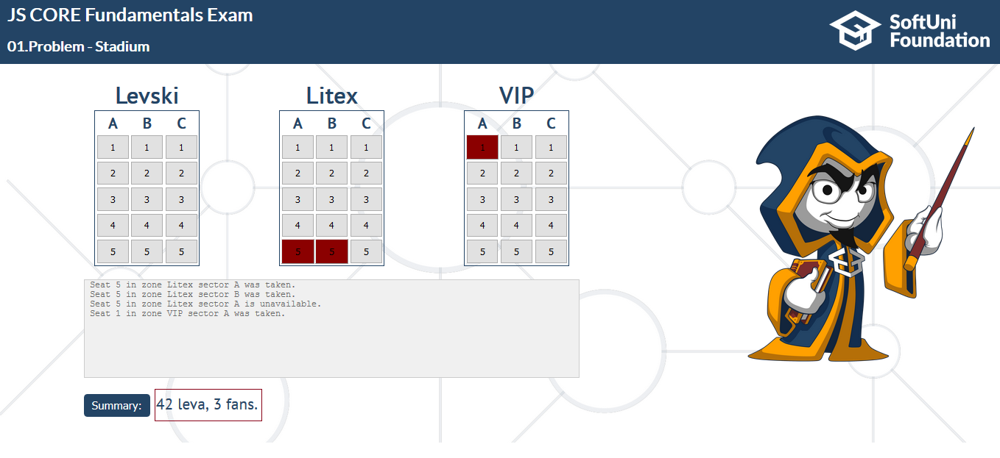 JS CORE Fundamentals Exam
01.Problem - Stadium
SoftUni
Foundation
Levski
A B C
1 1 1
2 2 2
3 3 3
4 4 4
5 5 5
Litex
A B C
1 1 1
2 2 2
3 3 3
4 4 4
5 5 5
VIP
A B C
1 1 1
2 2 2
3 3 3
4 4 4
5 5 5
Seat 5 in zone Litex sector A was taken.
Seat 5 in zone Litex sector B was taken.
Seat 5 in zone Litex sector A is unavailable.
Seat 1 in zone VIP sector A was taken.
Summary: 42 leva, 3 fans.